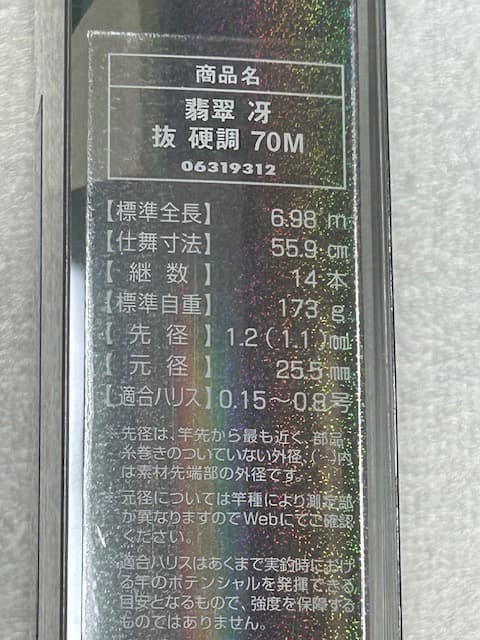 商品名
翡翠 冴
抜 硬調 70M
06319312
【標準全長】 6.98 m
【仕舞寸法】 55.9 cm
【継数】 14 本
【標準自重】 173 g
【先径】 1.2(1.1)mm
【元径】 25.5 mm
【適合ハリス】 0.15〜0.8号
※先径は、竿先から最も近く、部品、
糸巻きのついていない外径、( )内
は素材先端部の外径です。
※元径については竿種により測定部
が異なりますのでWebにてご確認
ください。
適合ハリスはあくまで実釣時におけ
る竿のポテンシャルを発揮できる
目安となるもので、強度を保障する
ものではありません。